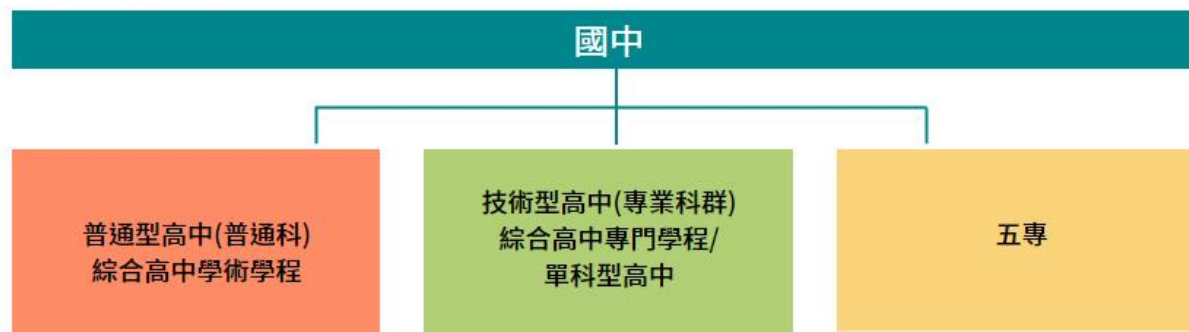 國中
普通型高中(普通科)
綜合高中學術學程
技術型高中(專業科群)
綜合高中專門學程/
單科型高中
五專